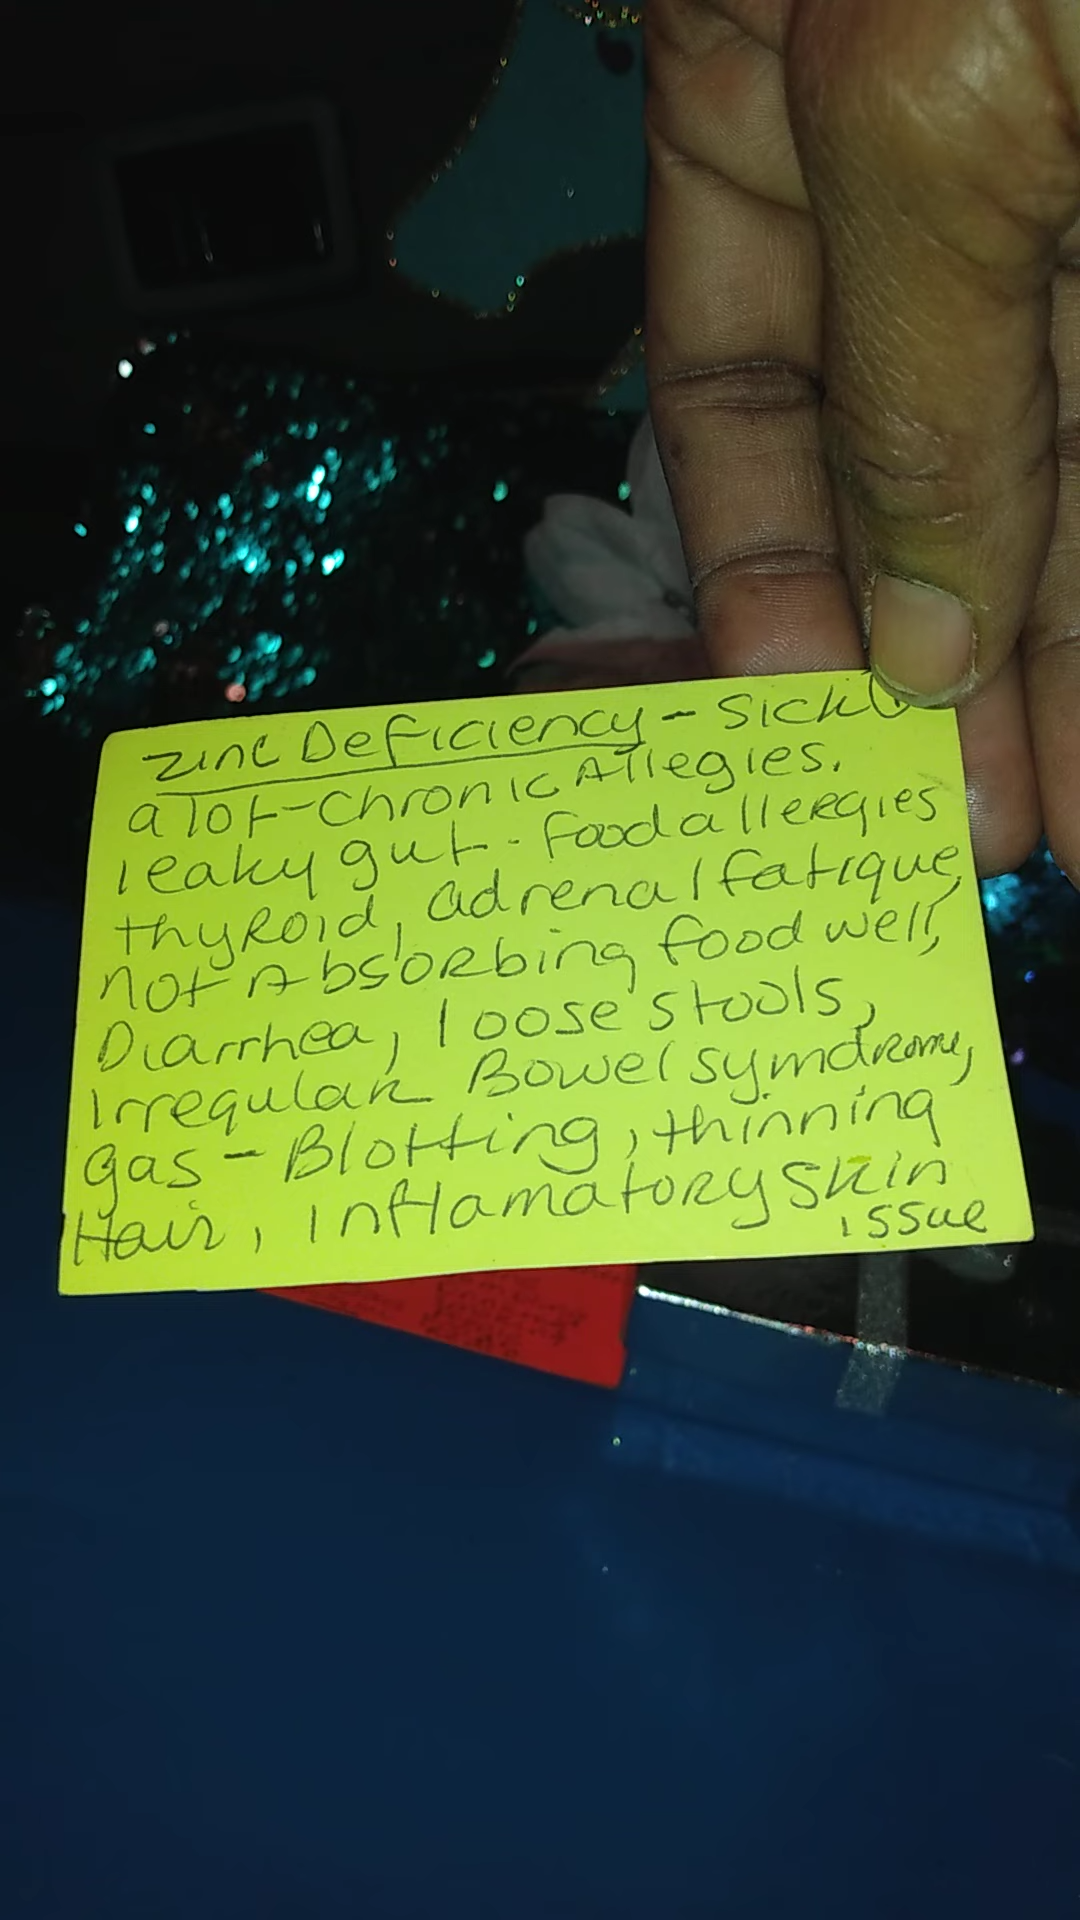 zinc Deficiency - Sick
a lot - Chronic Allegies.
leaky gut. food allergies
thyRoid, adrenal fatique,
not AbsoRbing food well,
Diarrhea, loose stools,
Irregular Bowel symdrome,
gas - Blotting, thinning
Hair, Inflamatory skin
issue